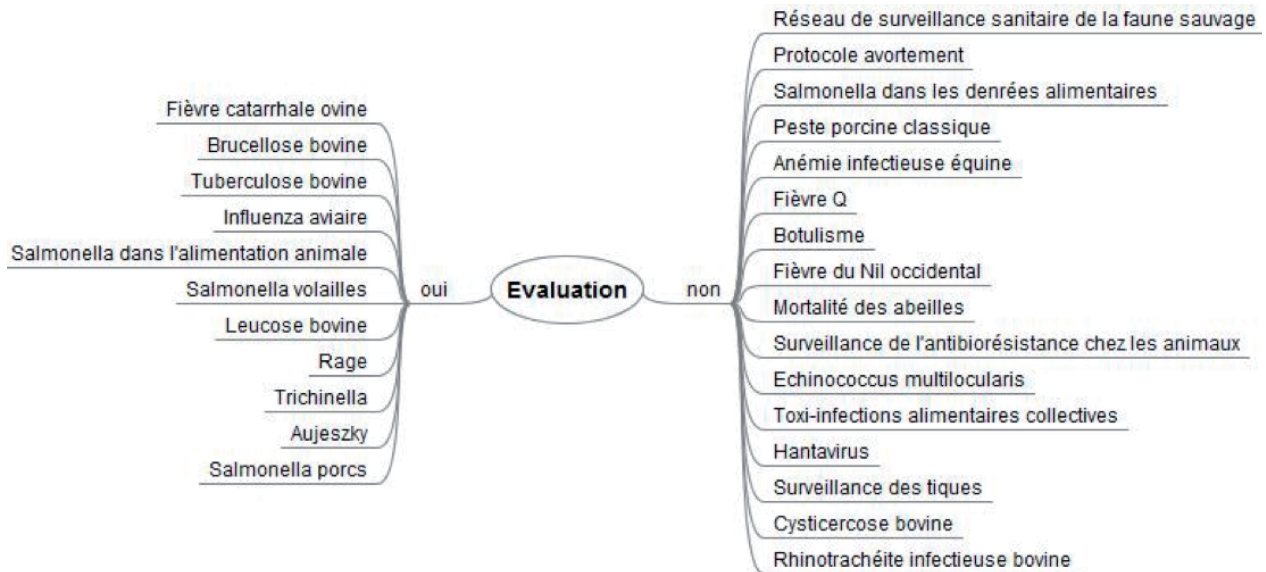 Fièvre catarrhale ovine
Brucellose bovine
Tuberculose bovine
Influenza aviaire
Salmonella dans l'alimentation animale
Salmonella volailles
Leucose bovine
Rage
Trichinella
Aujeszky
Salmonella porcs
oui
Evaluation
non
Réseau de surveillance sanitaire de la faune sauvage
Protocole avortement
Salmonella dans les denrées alimentaires
Peste porcine classique
Anémie infectieuse équine
Fièvre Q
Botulisme
Fièvre du Nil occidental
Mortalité des abeilles
Surveillance de l'antibiorésistance chez les animaux
Echinococcus multilocularis
Toxi-infections alimentaires collectives
Hantavirus
Surveillance des tiques
Cysticercose bovine
Rhinotrachéite infectieuse bovine